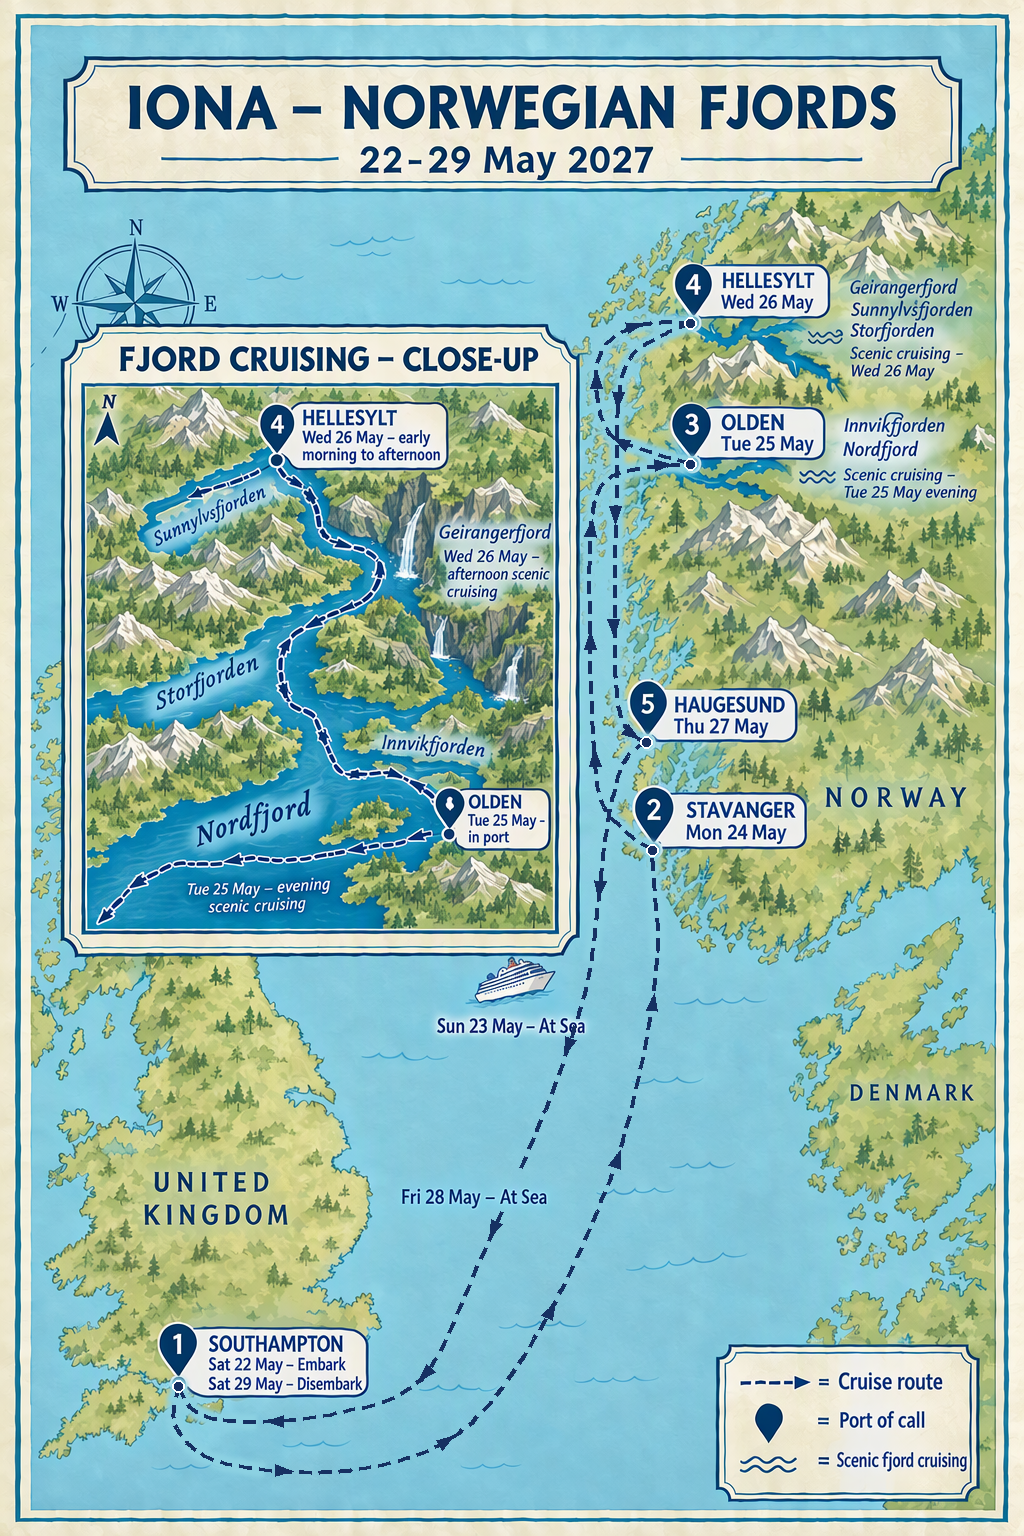 IONA – NORWEGIAN FJORDS
22-29 May 2027
N
W
E
4
HELLESYLT
Wed 26 May
Geirangerfjord
Sunnylvsfjorden
Storfjorden
Scenic cruising –
Wed 26 May
3
OLDEN
Tue 25 May
Innvikfjorden
Nordfjord
Scenic cruising –
Tue 25 May evening
FJORD CRUISING – CLOSE-UP
N
4
HELLESYLT
Wed 26 May – early
morning to afternoon
Sunnylvsfjorden
Geirangerfjord
Wed 26 May –
afternoon scenic
cruising
Storfjorden
Innvikfjorden
Nordfjord
OLDEN
Tue 25 May -
in port
Tue 25 May – evening
scenic cruising
5
HAUGESUND
Thu 27 May
2
STAVANGER
Mon 24 May
NORWAY
Sun 23 May – At Sea
DENMARK
UNITED
KINGDOM
Fri 28 May – At Sea
1
SOUTHAMPTON
Sat 22 May – Embark
Sat 29 May – Disembark
= Cruise route
= Port of call
= Scenic fjord cruising